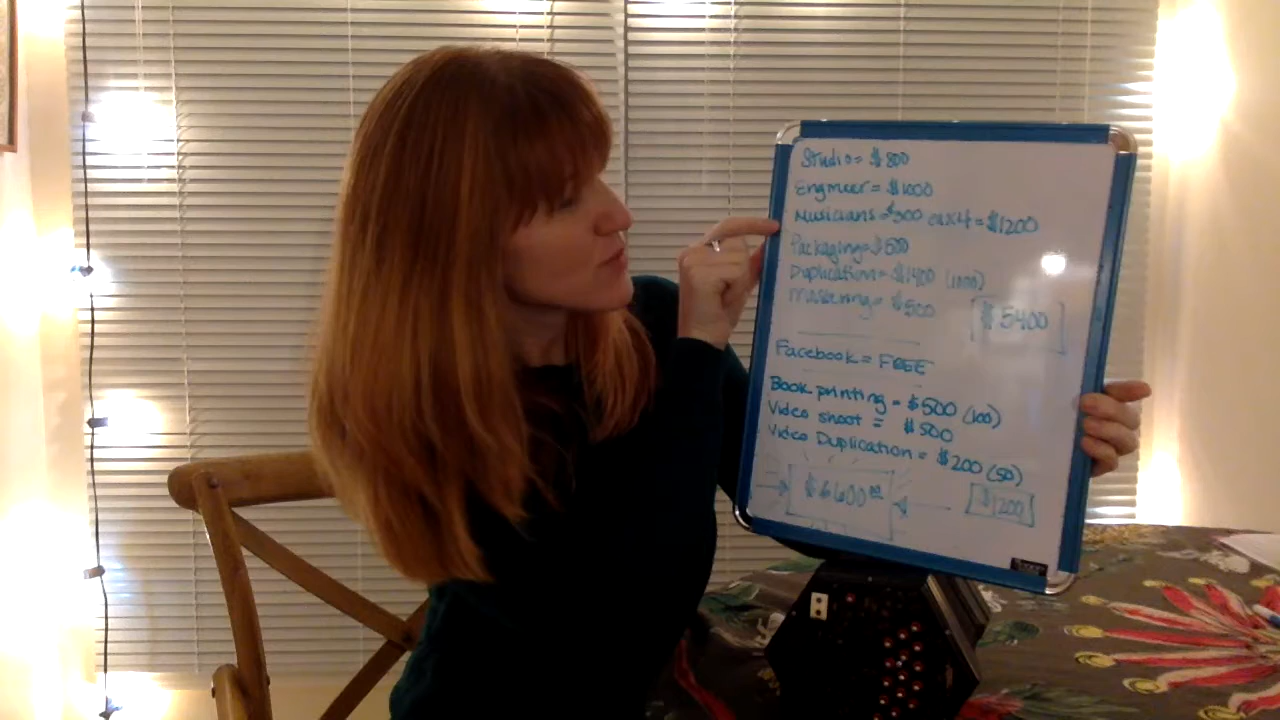 Studio = $800
Engineer = $1000
Musicians = $300 ea x 4 = $1200
Packaging = $500
Duplication = $1400 (1000)
Mastering = $500
$5400
Facebook = FREE
Book printing = $500 (100)
Video shoot = $500
Video Duplication = $200 (50)
$6600 00
$1200